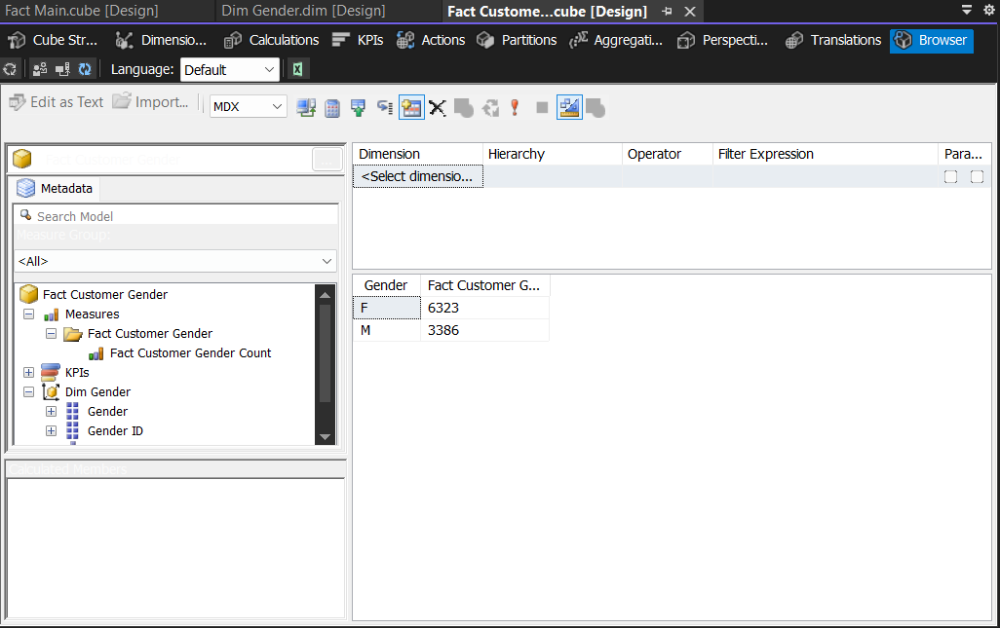 Fact Main.cube [Design] Dim Gender.dim [Design] Fact Custome...cube [Design]
Cube Str... Dimensio... Calculations KPIs Actions Partitions Aggregati... Perspecti... Translations Browser
Language: Default
Edit as Text Import... MDX
Fact Customer Gender
Metadata
Search Model
Measure Group:
<All>
Fact Customer Gender
Measures
Fact Customer Gender
Fact Customer Gender Count
KPIs
Dim Gender
Gender
Gender ID
Calculated Members
Dimension Hierarchy Operator Filter Expression Para...
<Select dimensio...
Gender Fact Customer G...
F 6323
M 3386